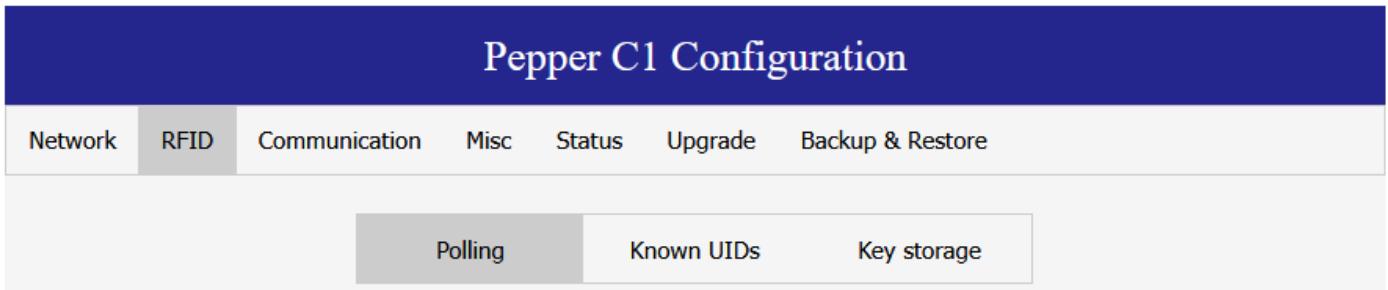 Pepper C1 Configuration
Network RFID Communication Misc Status Upgrade Backup & Restore
Polling Known UIDs Key storage